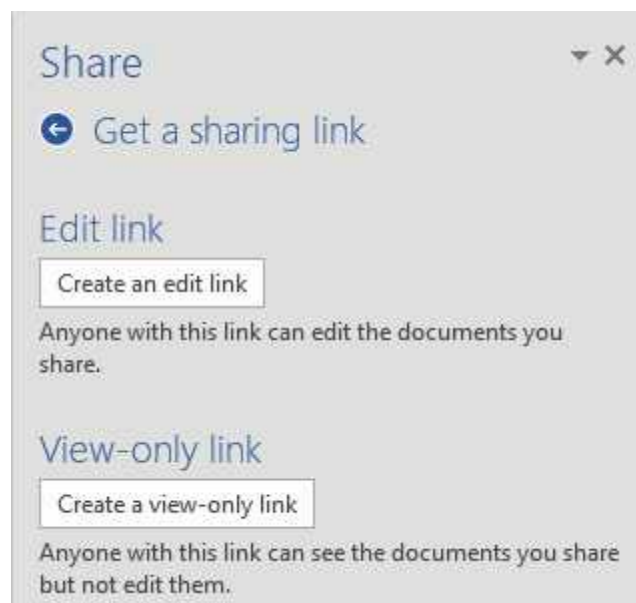 Share
Get a sharing link
Edit link
Create an edit link
Anyone with this link can edit the documents you
share.
View-only link
Create a view-only link
Anyone with this link can see the documents you share
but not edit them.